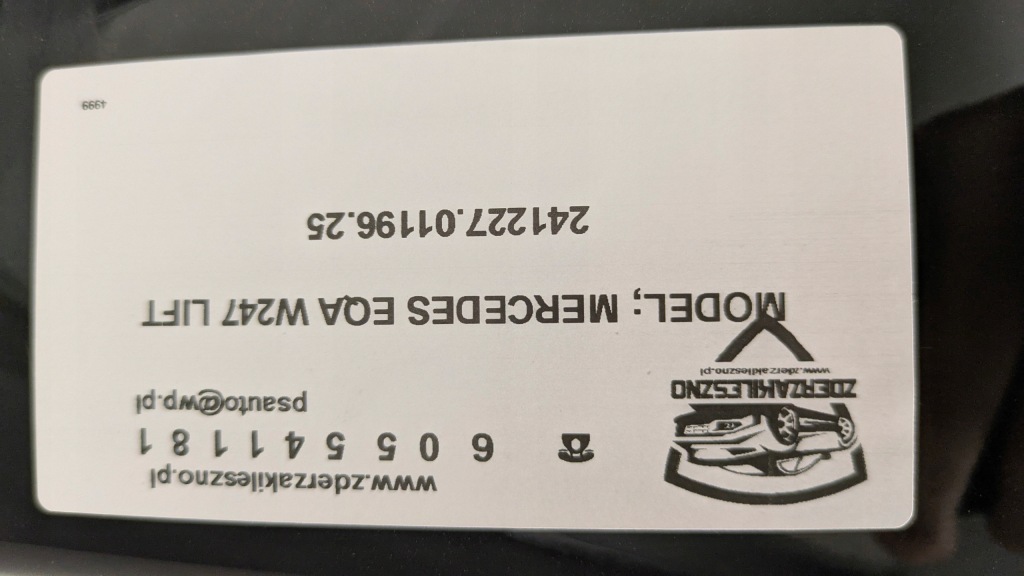 www.zderzakileszno.pl
6 0 5 5 4 1 1 8 1
psauto@wp.pl
ZDERZAKILESZNO
www.zderzakileszno.pl
MODEL; MERCEDES EQA W247 LIFT
241227.01196.25
4999